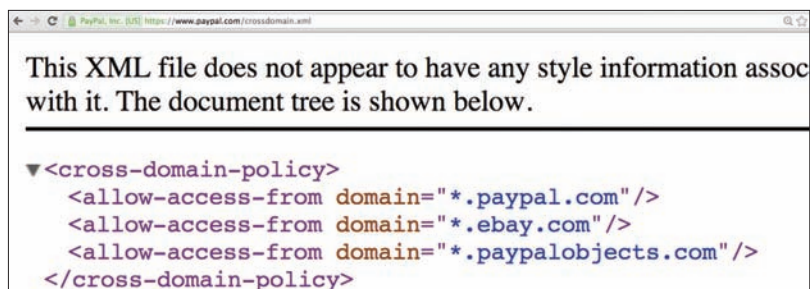 PayPal, Inc. [US] https://www.paypal.com/crossdomain.xml
This XML file does not appear to have any style information assoc
with it. The document tree is shown below.
▼<cross-domain-policy>
<allow-access-from domain="*.paypal.com"/>
<allow-access-from domain="*.ebay.com"/>
<allow-access-from domain="*.paypalobjects.com"/>
</cross-domain-policy>